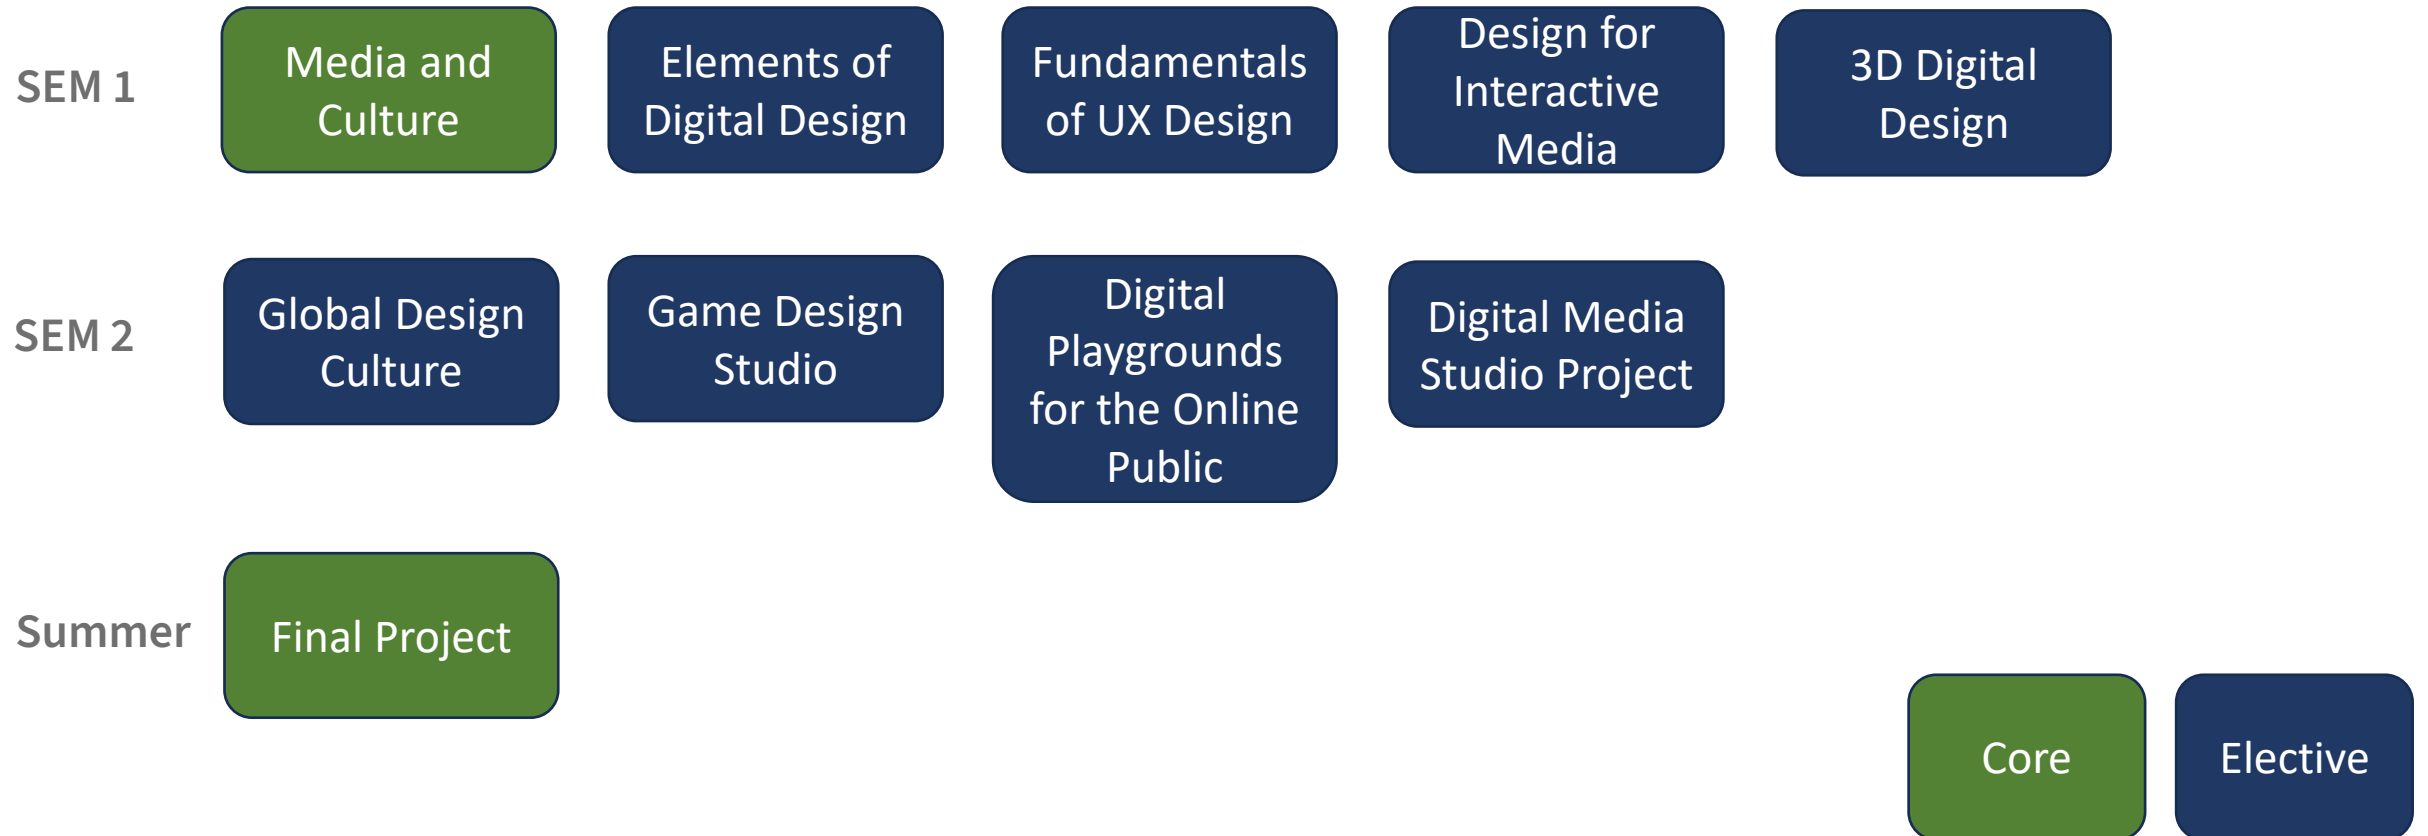 SEM 1
Media and
Culture
Elements of
Digital Design
Fundamentals
of UX Design
Design for
Interactive
Media
3D Digital
Design
SEM 2
Global Design
Culture
Game Design
Studio
Digital
Playgrounds
for the Online
Public
Digital Media
Studio Project
Summer
Final Project
Core
Elective